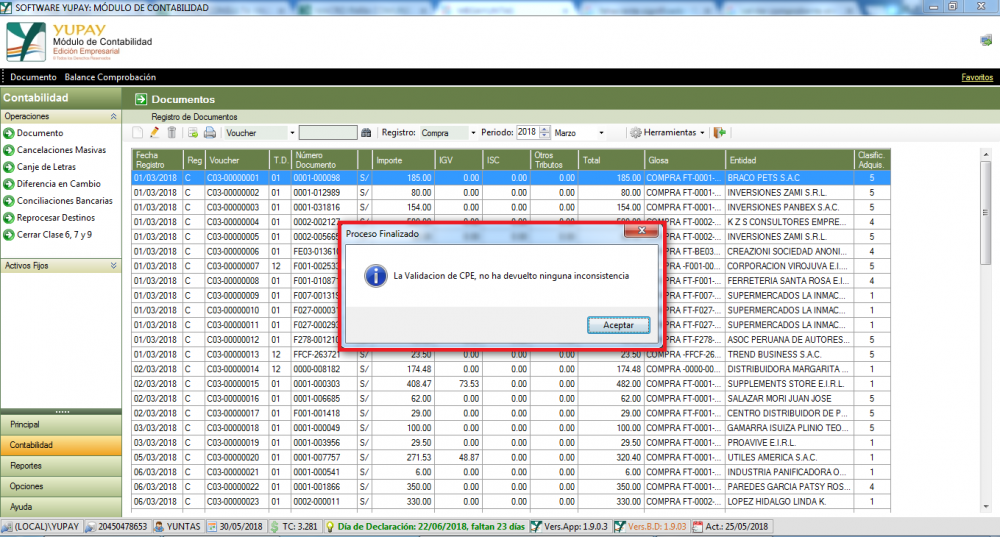 SOFTWARE YUPAY: MÓDULO DE CONTABILIDAD
YUPAY
Módulo de Contabilidad
Edición Empresarial
Documento Balance Comprobación Favoritos
Contabilidad
Operaciones
Documento
Cancelaciones Masivas
Canje de Letras
Diferencia en Cambio
Conciliaciones Bancarias
Reprocesar Destinos
Cerrar Clase 6, 7 y 9
Activos Fijos
Principal
Contabilidad
Reportes
Opciones
Ayuda
Documentos
Registro de Documentos
Voucher Registro: Compra Periodo: 2018 Marzo Herramientas
Fecha Registro Reg Voucher T.D. Número Documento Importe IGV ISC Otros Tributos Total Glosa Entidad Clasific. Adquis.
01/03/2018 C C03-00000001 01 0001-000098 S/ 185.00 0.00 0.00 0.00 185.00 COMPRA FT-0001-... BRACO PETS S.A.C 5
01/03/2018 C C03-00000002 01 0001-012989 S/ 80.00 0.00 0.00 0.00 80.00 COMPRA FT-0001-... INVERSIONES ZAMI S.R.L. 5
01/03/2018 C C03-00000003 01 0001-031816 S/ 154.00 0.00 0.00 0.00 154.00 COMPRA FT-0001-... INVERSIONES PANBEX S.A.C. 5
01/03/2018 C C03-00000004 01 0002-002127 S/ COMPRA FT-0002-... K Z S CONSULTORES EMPRE... 4
01/03/2018 C C03-00000005 01 0002-005665 PRA FT-0002-... INVERSIONES ZAMI S.R.L. 5
01/03/2018 C C03-00000006 01 FE03-013610 PRA FT-BE03... CREAZIONI SOCIEDAD ANONI... 4
01/03/2018 C C03-00000007 12 F001-002533 PRA -F001-00... CORPORACION VIROJUVA E.I.... 5
01/03/2018 C C03-00000008 01 F001-010871 PRA FT-F001-... FERRETERIA SANTA ROSA E.I... 4
01/03/2018 C C03-00000009 01 F007-001319 PRA FT-F007-... SUPERMERCADOS LA INMAC... 1
01/03/2018 C C03-00000010 01 F027-000031 PRA FT-F027-... SUPERMERCADOS LA INMAC... 1
01/03/2018 C C03-00000011 01 F027-000292 PRA FT-F027-... SUPERMERCADOS LA INMAC... 1
01/03/2018 C C03-00000012 01 F278-001210 PRA FT-F278-... ASOC PERUANA DE AUTORES... 5
01/03/2018 C C03-00000013 12 FFCF-263721 S/ 23.50 0.00 0.00 0.00 23.50 COMPRA -FFCF-26... TREND BUSINESS S.A.C. 5
02/03/2018 C C03-00000014 12 0000-008182 S/ 174.48 0.00 0.00 0.00 174.48 COMPRA -0000-00... DISTRIBUIDORA MARGARITA ... 1
02/03/2018 C C03-00000015 01 0001-000303 S/ 408.47 73.53 0.00 0.00 482.00 COMPRA FT-0001-... SUPPLEMENTS STORE E.I.R.L. 1
02/03/2018 C C03-00000016 01 0001-006685 S/ 62.00 0.00 0.00 0.00 62.00 COMPRA FT-0001-... SALAZAR MORI JUAN JOSE 5
02/03/2018 C C03-00000017 01 F001-001418 S/ 29.00 0.00 0.00 0.00 29.00 COMPRA FT-F001-... CENTRO DISTRIBUIDOR DE P... 5
03/03/2018 C C03-00000018 01 0001-000049 S/ 100.00 0.00 0.00 0.00 100.00 COMPRA FT-0001-... GAMARRA ISUIZA PLINIO TEO... 5
03/03/2018 C C03-00000019 01 0001-003956 S/ 29.50 0.00 0.00 0.00 29.50 COMPRA FT-0001-... PROAVIVE E.I.R.L. 1
05/03/2018 C C03-00000020 01 0001-007757 S/ 271.53 48.87 0.00 0.00 320.40 COMPRA FT-0001-... UTILES AMERICA S.A.C. 1
06/03/2018 C C03-00000021 01 0001-000541 S/ 6.00 0.00 0.00 0.00 6.00 COMPRA FT-0001-... INDUSTRIA PANIFICADORA O... 1
06/03/2018 C C03-00000022 01 0001-001866 S/ 350.00 0.00 0.00 0.00 350.00 COMPRA FT-0001-... PAREDES GARCIA PATSY ROS... 4
06/03/2018 C C03-00000023 01 0002-000011 S/ 330.00 0.00 0.00 0.00 330.00 COMPRA FT-0002-... LOPEZ HIDALGO LINDA K. 1
Proceso Finalizado
La Validacion de CPE, no ha devuelto ninguna inconsistencia
Aceptar
(LOCAL)\YUPAY 20450478653 YUNTAS 30/05/2018 TC: 3.281 Día de Declaración: 22/06/2018, faltan 23 días Vers.App: 1.9.0.3 Vers.B.D: 1.9.03 Act.: 25/05/2018